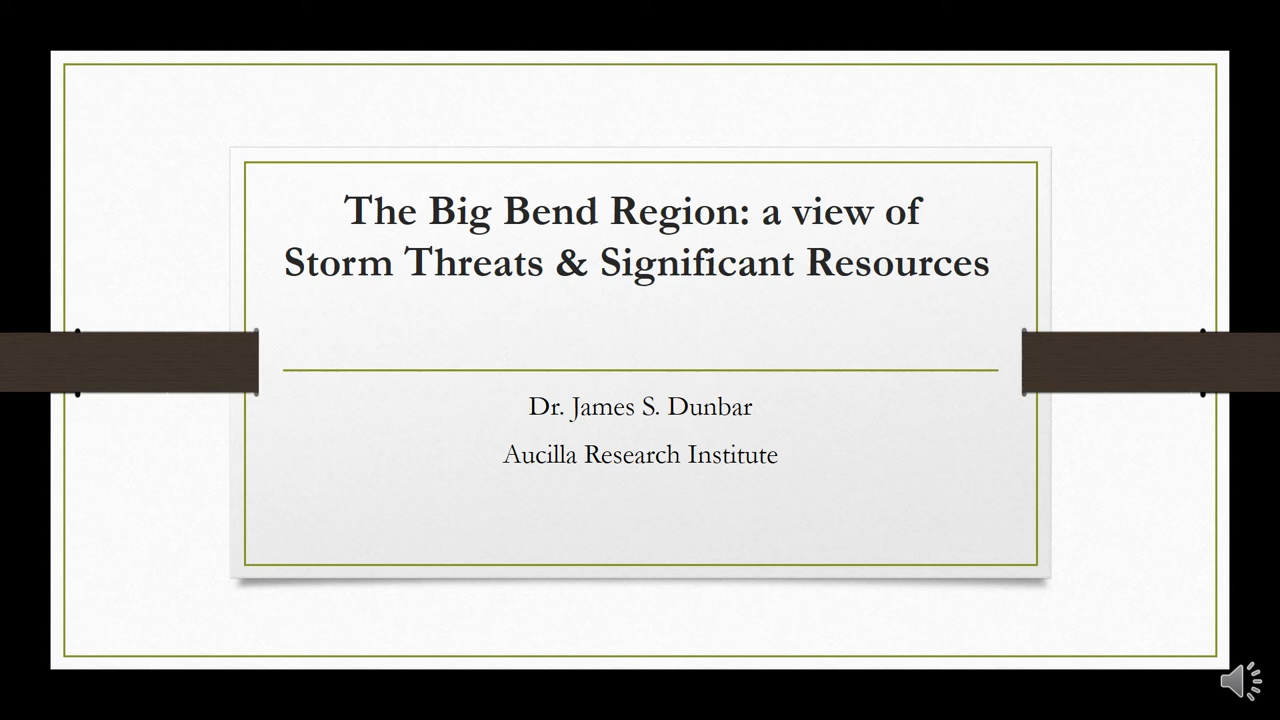 The Big Bend Region: a view of
Storm Threats & Significant Resources
Dr. James S. Dunbar
Aucilla Research Institute